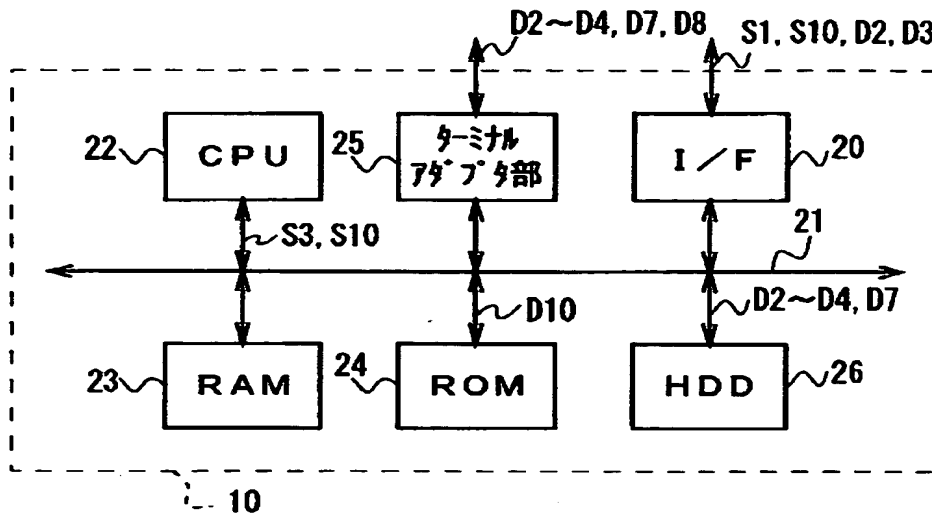 D2～D4, D7, D8
S1, S10, D2, D3
22
CPU
25
ターミナル
アダプタ部
I／F
20
S3, S10
21
D10
D2～D4, D7
23
RAM
24
ROM
HDD
26
10